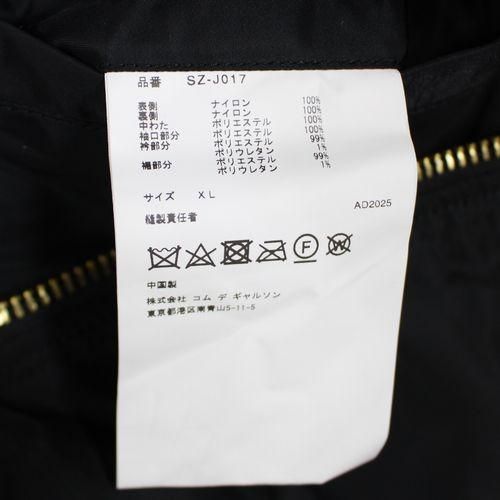 品番 SZ-J017
表側 ナイロン 100%
裏側 ナイロン 100%
中わた ポリエステル 100%
袖口部分 ポリエステル 100%
衿部分 ポリエステル 99%
ポリウレタン 1%
裾部分 ポリエステル 99%
ポリウレタン 1%
サイズ XL
AD2025
縫製責任者
F W
中国製
株式会社 コム デ ギャルソン
東京都港区南青山5-11-5